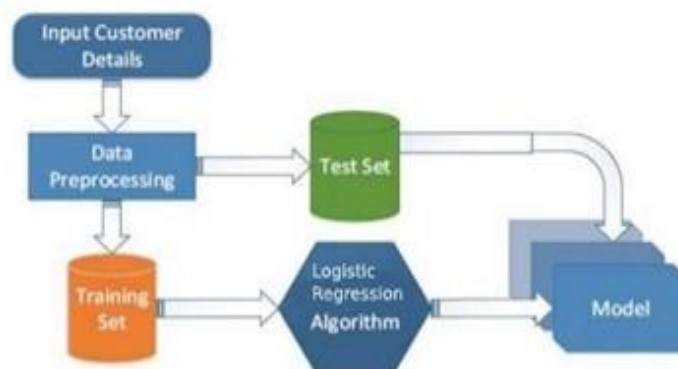 Input Customer
Details
Data
Preprocessing
Test Set
Training
Set
Logistic
Regression
Algorithm
Model